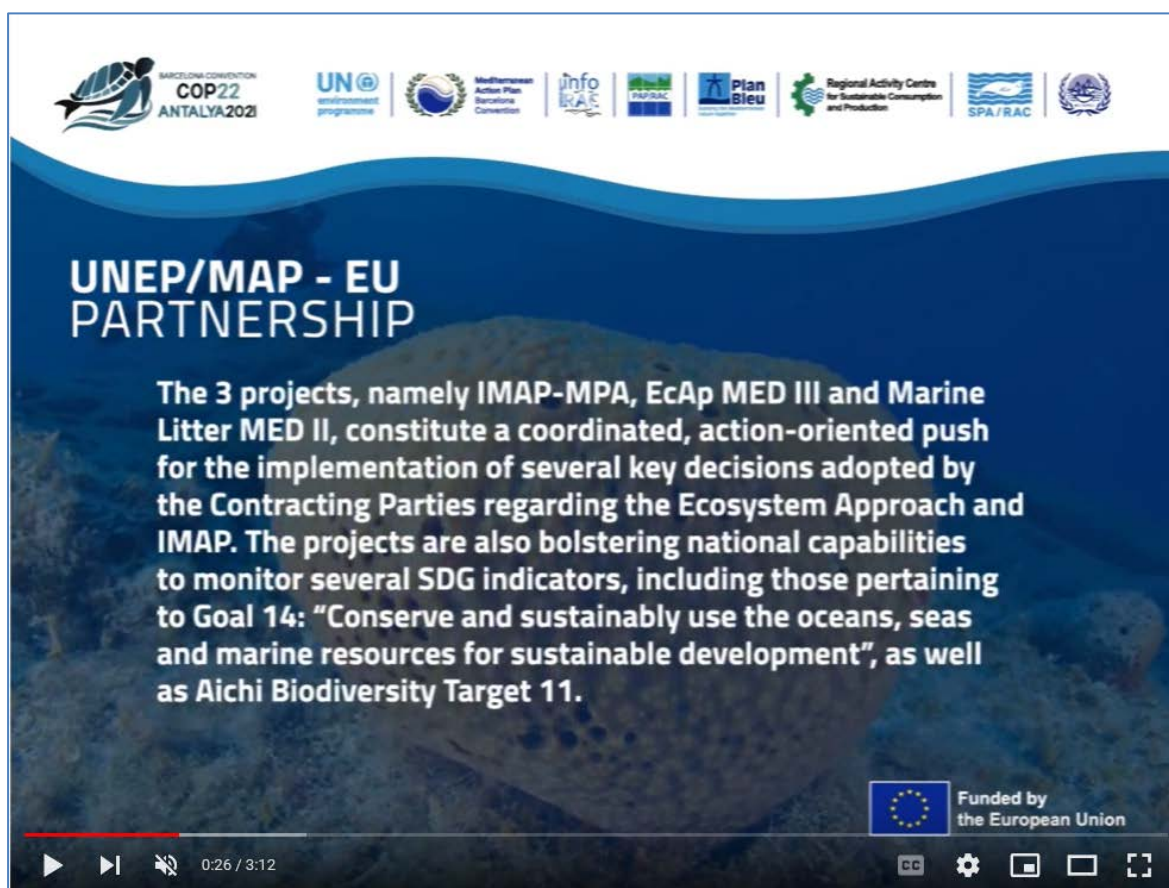 BARCELONA CONVENTION
COP22
ANTALYA2021
UN
environment
programme
Mediterranean
Action Plan
Barcelona
Convention
info
RAC
PAP/RAC
Plan
Bleu
Regional Activity Centre
for Sustainable Consumption
and Production
SPA/RAC
UNEP/MAP - EU
PARTNERSHIP
The 3 projects, namely IMAP-MPA, EcAp MED III and Marine
Litter MED II, constitute a coordinated, action-oriented push
for the implementation of several key decisions adopted by
the Contracting Parties regarding the Ecosystem Approach and
IMAP. The projects are also bolstering national capabilities
to monitor several SDG indicators, including those pertaining
to Goal 14: “Conserve and sustainably use the oceans, seas
and marine resources for sustainable development”, as well
as Aichi Biodiversity Target 11.
Funded by
the European Union
0:26 / 3:12
CC